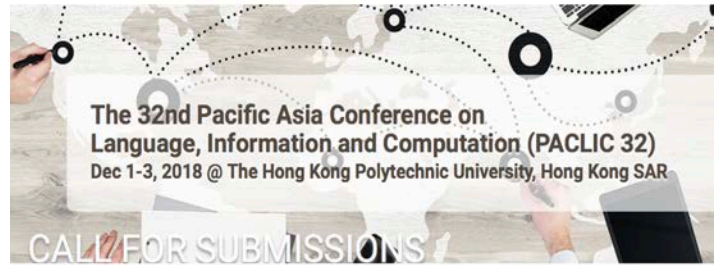 The 32nd Pacific Asia Conference on
Language, Information and Computation (PACLIC 32)
Dec 1-3, 2018 @ The Hong Kong Polytechnic University, Hong Kong SAR
CALL FOR SUBMISSIONS